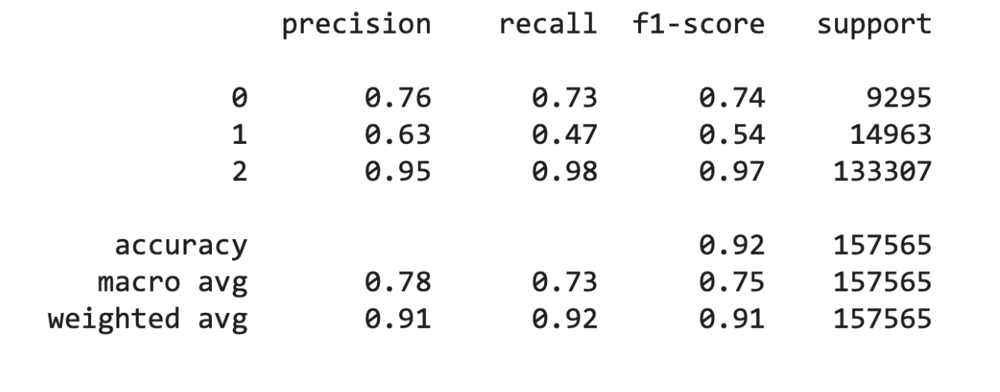 precision recall f1-score support
0 0.76 0.73 0.74 9295
1 0.63 0.47 0.54 14963
2 0.95 0.98 0.97 133307
accuracy 0.92 157565
macro avg 0.78 0.73 0.75 157565
weighted avg 0.91 0.92 0.91 157565